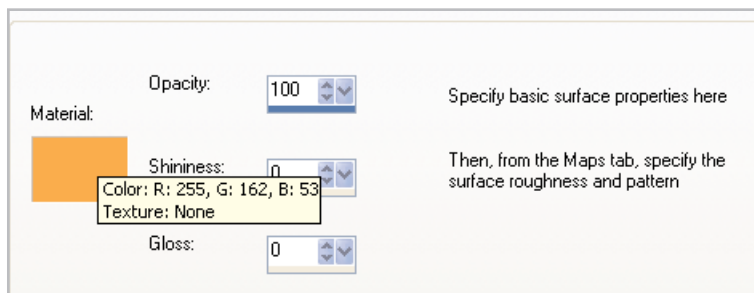 Opacity:
100
Specify basic surface properties here
Material:
Shininess:
0
Then, from the Maps tab, specify the
surface roughness and pattern
Color: R: 255, G: 162, B: 53
Texture: None
Gloss:
0